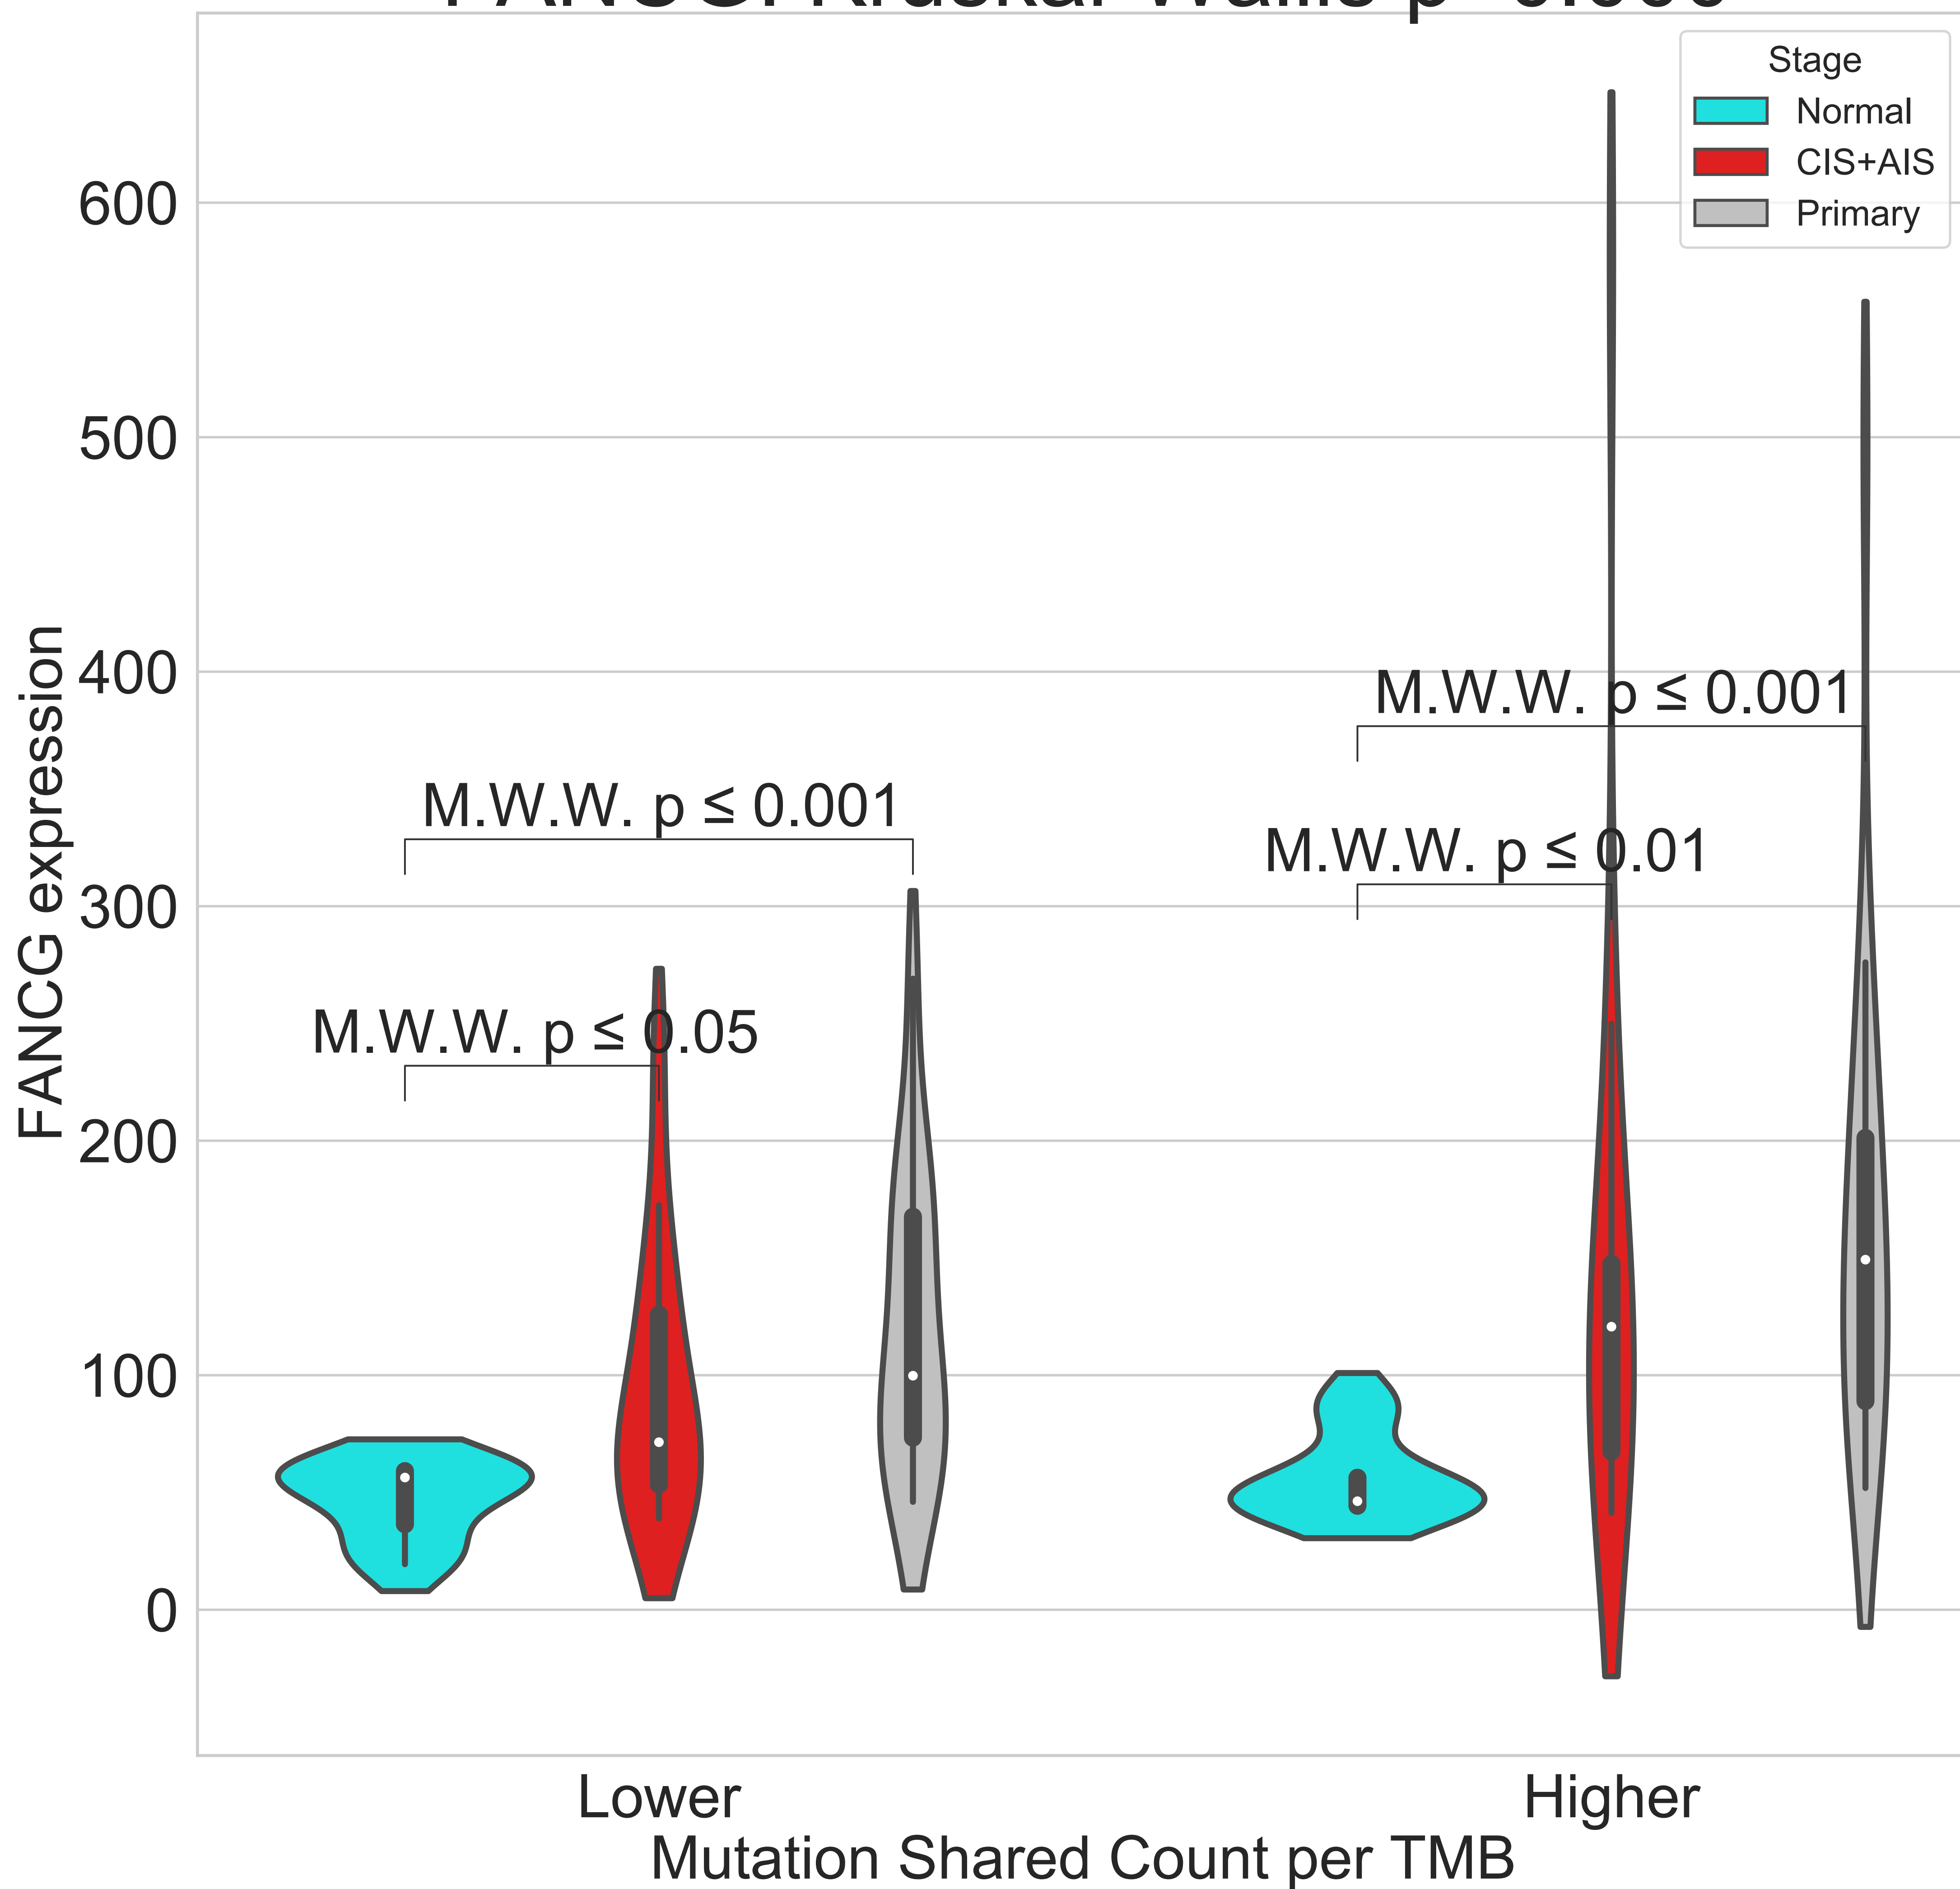 Stage
Normal
CIS+AIS
Primary
600
500
400
300
200
100
0
FANCG expression
M.W.W. p ≤ 0.001
M.W.W. p ≤ 0.05
M.W.W. p ≤ 0.001
M.W.W. p ≤ 0.01
Lower
Higher
Mutation Shared Count per TMB